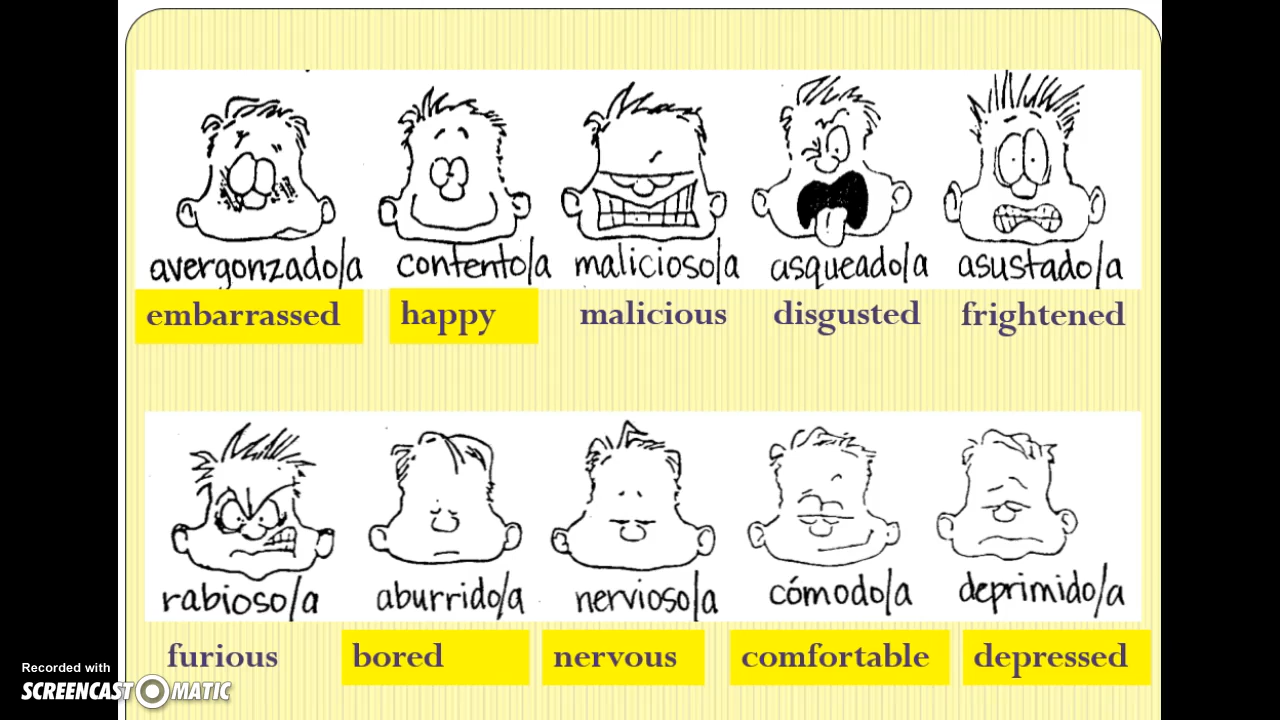 avergonzado/a contento/a malicioso/a asqueado/a asustado/a
embarrassed happy malicious disgusted frightened
rabioso/a aburrido/a nervioso/a cómodo/a deprimido/a
furious bored nervous comfortable depressed
Recorded with
SCREENCAST-O-MATIC